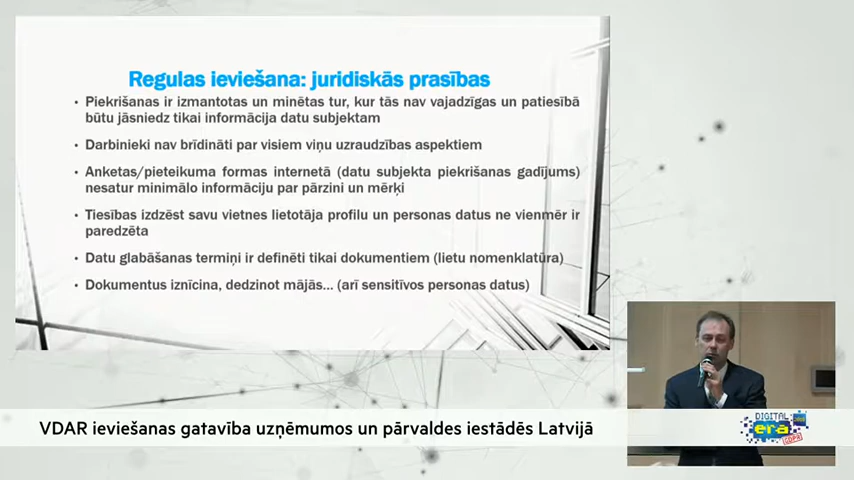 Regulas ieviešana: juridiskās prasības
• Piekrišanas ir izmantotas un minētas tur, kur tās nav vajadzīgas un patiesībā
būtu jāsniedz tikai informācija datu subjektam
• Darbinieki nav brīdināti par visiem viņu uzraudzības aspektiem
• Anketas/pieteikuma formas internetā (datu subjekta piekrišanas gadījums)
nesatur minimālo informāciju par pārzini un mērķi
• Tiesības izdzēst savu vietnes lietotāja profilu un personas datus ne vienmēr ir
paredzēta
• Datu glabāšanas termiņi ir definēti tikai dokumentiem (lietu nomenklatūra)
• Dokumentus iznīcina, dedzinot mājās... (arī sensitīvos personas datus)
VDAR ieviešanas gatavība uzņēmumos un pārvaldes iestādēs Latvijā
DIGITAL
era
GDPR